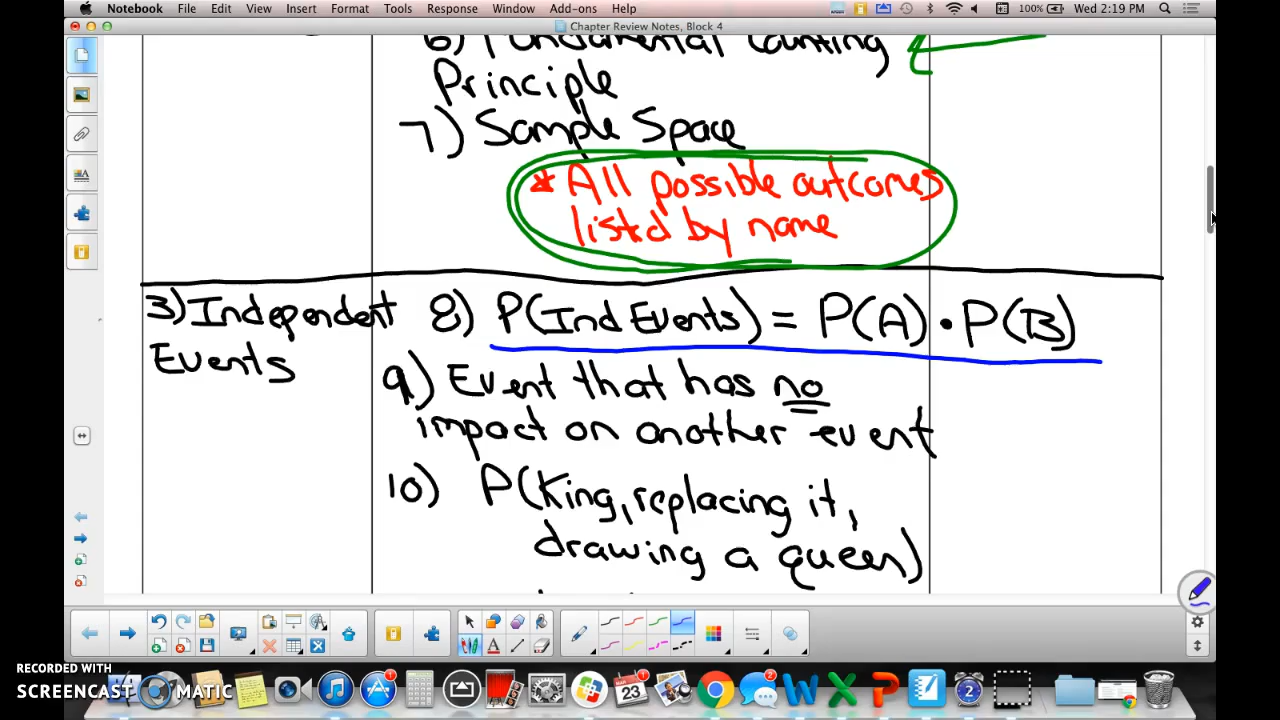 Notebook File Edit View Insert Format Tools Response Window Add-ons Help 100% Wed 2:19 PM
Chapter Review Notes, Block 4
6) Fundamental Counting
Principle
7) Sample Space
* All possible outcomes
listed by name
3) Independent
Events
8) P(Ind Events) = P(A) • P(B)
9) Event that has no
impact on another event
10) P(King, replacing it,
drawing a queen)
RECORDED WITH
SCREENCAST MATIC